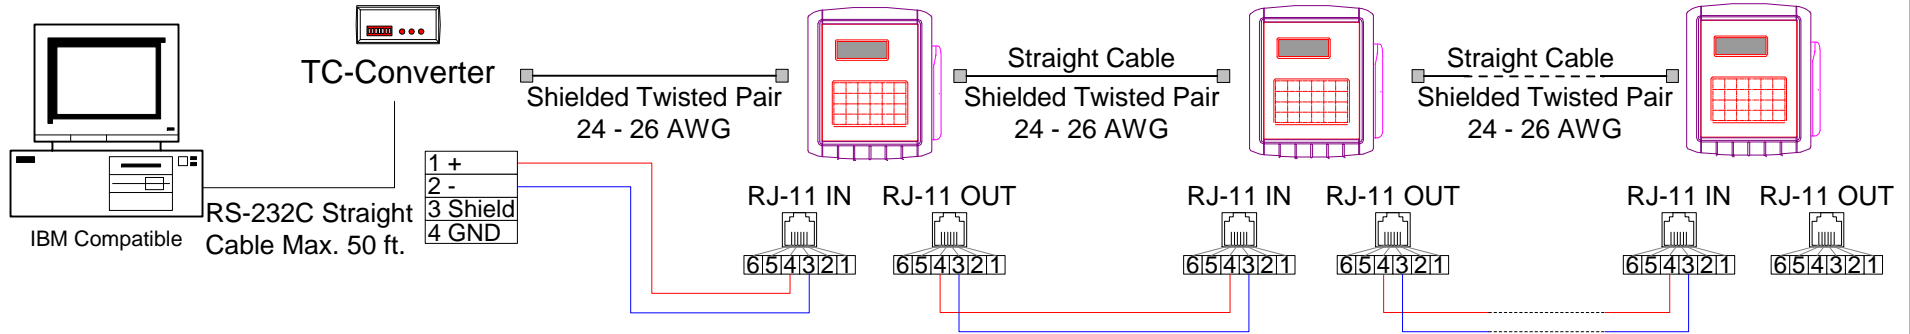 TC-Converter
Straight Cable
Straight Cable
Shielded Twisted Pair
24 - 26 AWG
Shielded Twisted Pair
24 - 26 AWG
Shielded Twisted Pair
24 - 26 AWG
1 +
2 -
3 Shield
4 GND
RS-232C Straight
Cable Max. 50 ft.
IBM Compatible
RJ-11 IN
RJ-11 OUT
RJ-11 IN
RJ-11 OUT
RJ-11 IN
RJ-11 OUT
6 5 4 3 2 1
6 5 4 3 2 1
6 5 4 3 2 1
6 5 4 3 2 1
6 5 4 3 2 1
6 5 4 3 2 1